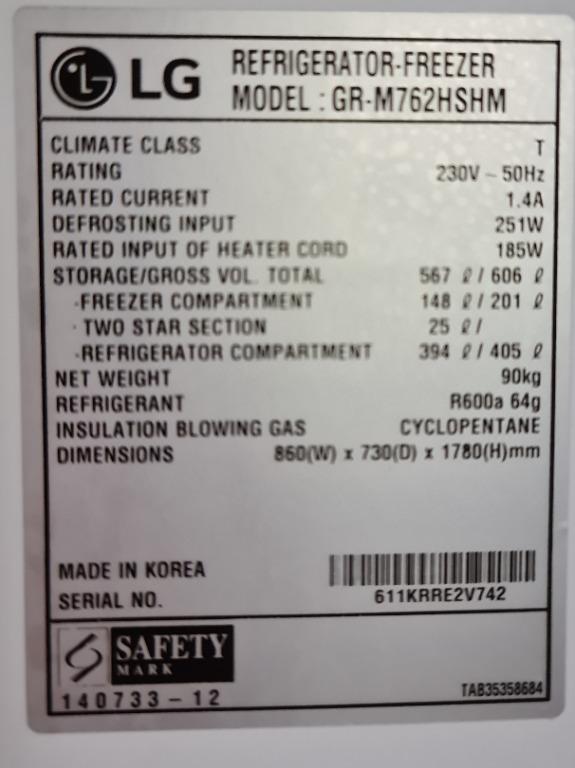 LG REFRIGERATOR-FREEZER
MODEL : GR-M762HSHM
CLIMATE CLASS T
RATING 230V ~ 50Hz
RATED CURRENT 1.4A
DEFROSTING INPUT 251W
RATED INPUT OF HEATER CORD 185W
STORAGE/GROSS VOL. TOTAL 567 ℓ / 606 ℓ
·FREEZER COMPARTMENT 148 ℓ / 201 ℓ
· TWO STAR SECTION 25 ℓ /
·REFRIGERATOR COMPARTMENT 394 ℓ / 405 ℓ
NET WEIGHT 90kg
REFRIGERANT R600a 64g
INSULATION BLOWING GAS CYCLOPENTANE
DIMENSIONS 860(W) x 730(D) x 1780(H)mm
MADE IN KOREA
SERIAL NO. 611KRRE2V742
SAFETY
MARK
140733-12
TAB35358684